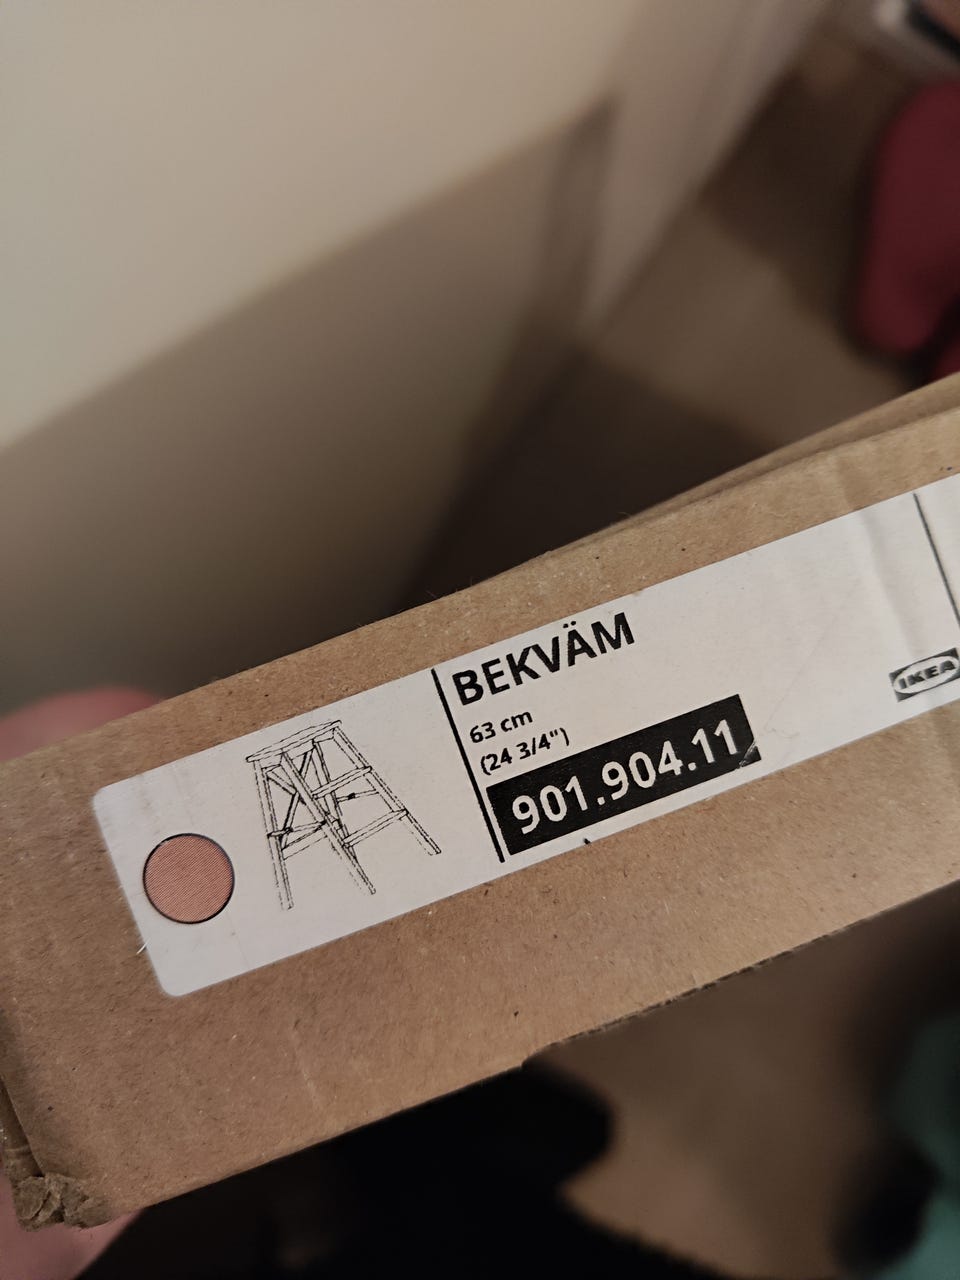 BEKVÄM
63 cm
(24 3/4")
901.904.11
IKEA